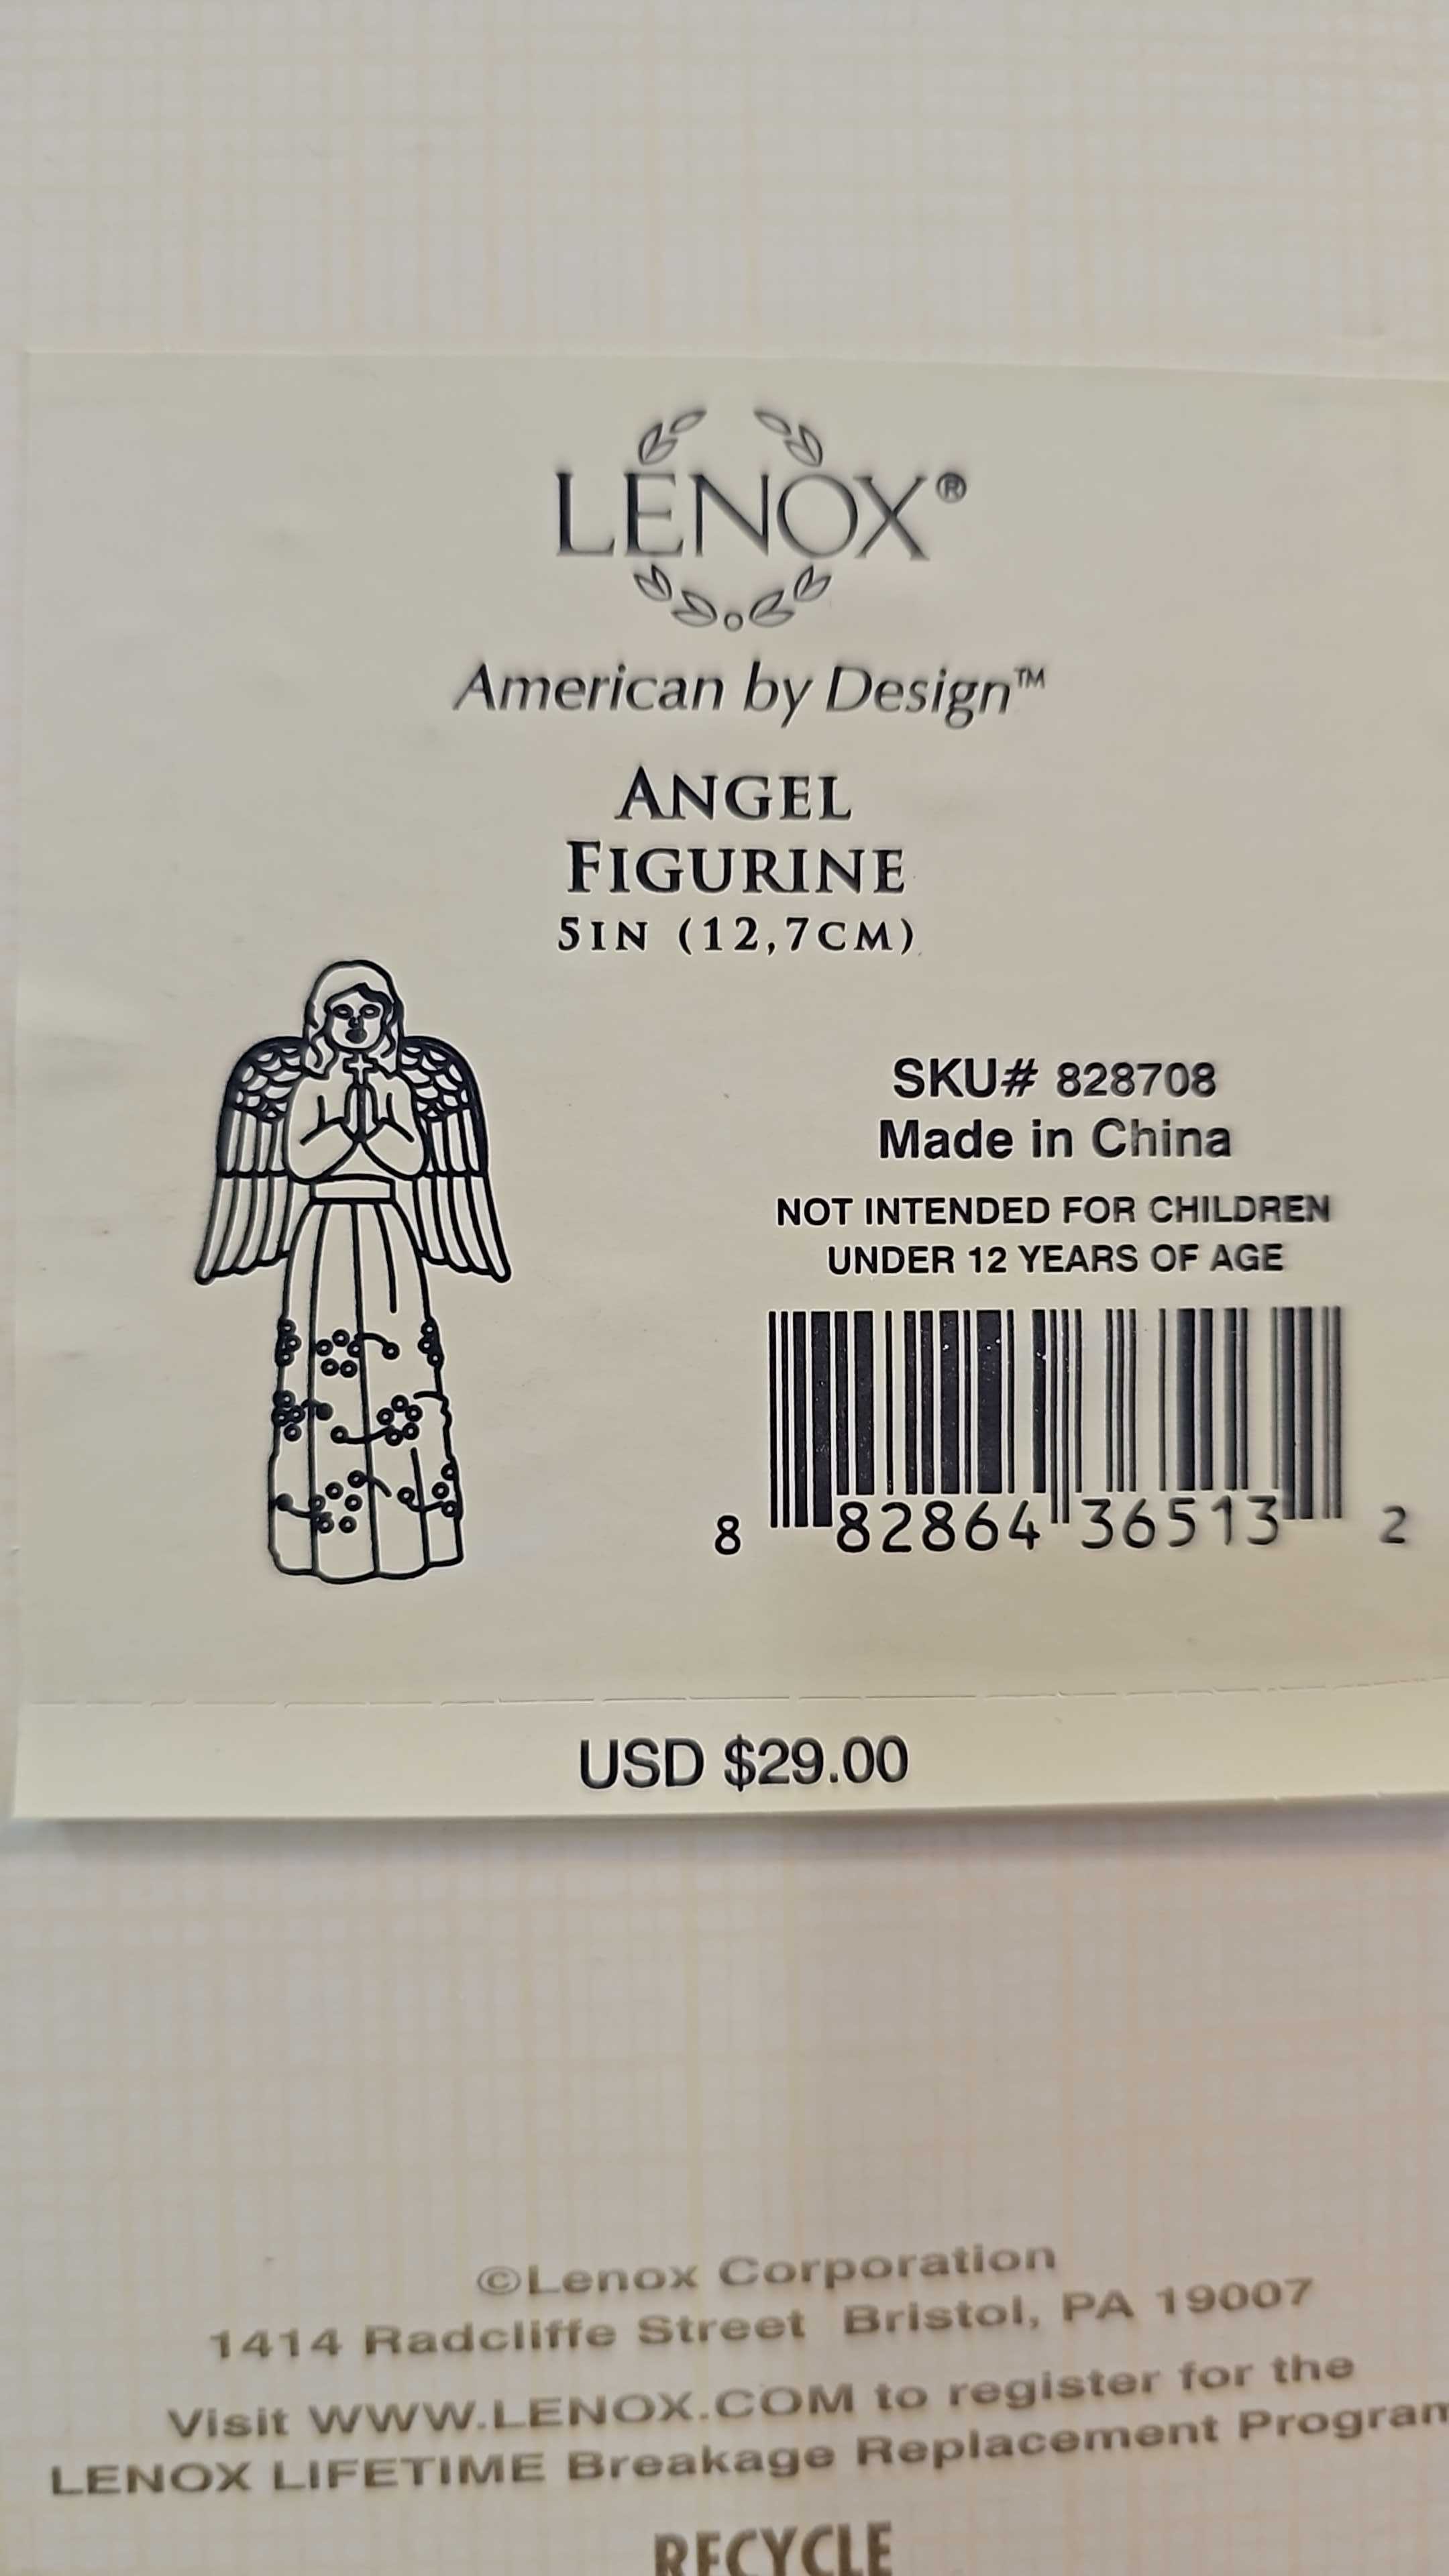 LENOX®
American by Design™
ANGEL
FIGURINE
5IN (12,7CM)
SKU# 828708
Made in China
NOT INTENDED FOR CHILDREN
UNDER 12 YEARS OF AGE
8 82864 36513 2
USD $29.00
©Lenox Corporation
1414 Radcliffe Street Bristol, PA 19007
Visit WWW.LENOX.COM to register for the
LENOX LIFETIME Breakage Replacement Program
RECYCLE